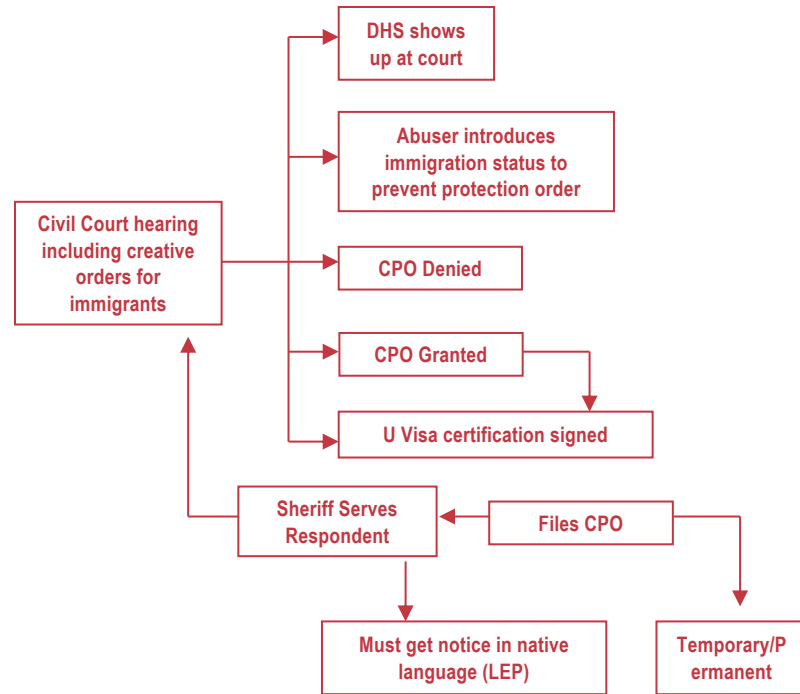 DHS shows
up at court
Abuser introduces
immigration status to
prevent protection order
Civil Court hearing
including creative
orders for
immigrants
CPO Denied
CPO Granted
U Visa certification signed
Sheriff Serves
Respondent
Files CPO
Must get notice in native
language (LEP)
Temporary/P
ermanent